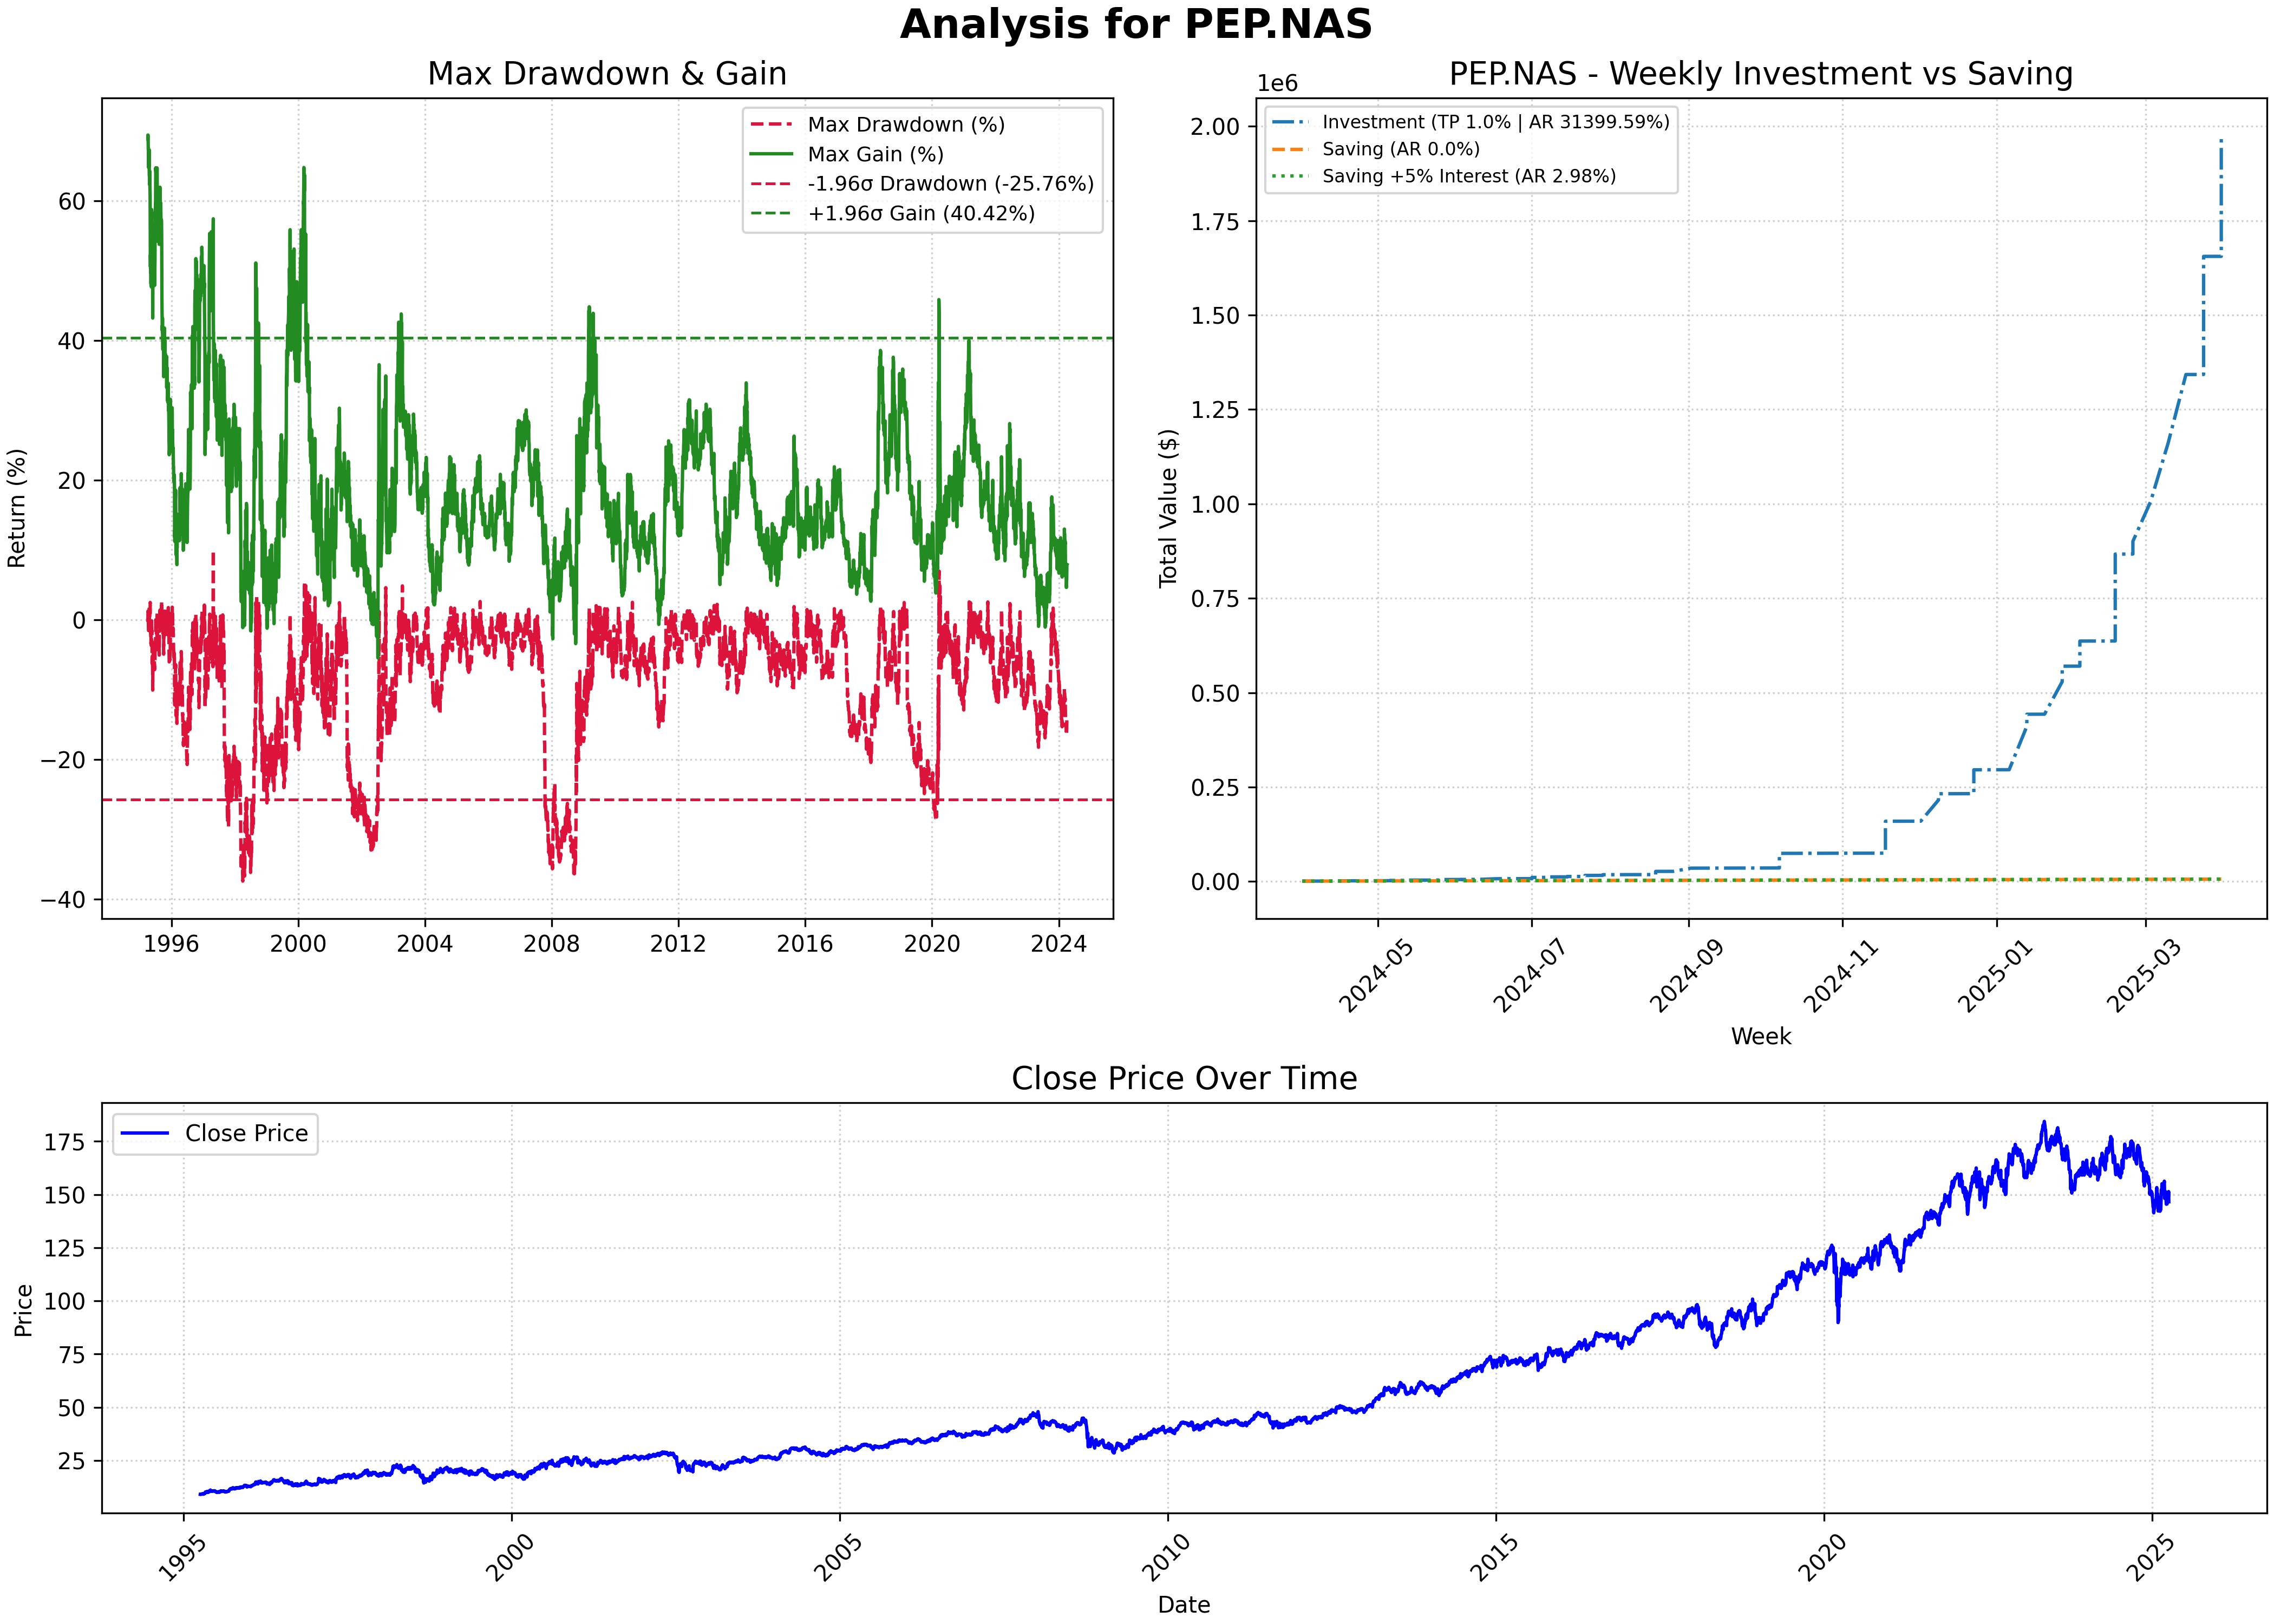 Analysis for PEP.NAS
Max Drawdown & Gain
Return (%)
60
40
20
0
−20
−40
1996 2000 2004 2008 2012 2016 2020 2024
Max Drawdown (%)
Max Gain (%)
-1.96σ Drawdown (-25.76%)
+1.96σ Gain (40.42%)
PEP.NAS - Weekly Investment vs Saving
1e6
Total Value ($)
2.00
1.75
1.50
1.25
1.00
0.75
0.50
0.25
0.00
Investment (TP 1.0% | AR 31399.59%)
Saving (AR 0.0%)
Saving +5% Interest (AR 2.98%)
2024-05 2024-07 2024-09 2024-11 2025-01 2025-03
Week
Close Price Over Time
Price
175
150
125
100
75
50
25
Close Price
1995 2000 2005 2010 2015 2020 2025
Date